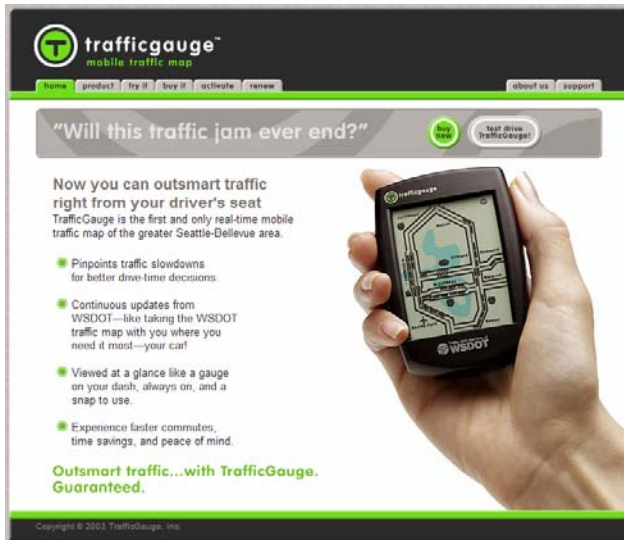 trafficgauge™
mobile traffic map
home product try it buy it activate renew about us support
"Will this traffic jam ever end?"
buy now
test drive TrafficGauge!
Now you can outsmart traffic
right from your driver's seat
TrafficGauge is the first and only real-time mobile
traffic map of the greater Seattle-Bellevue area.
Pinpoints traffic slowdowns
for better drive-time decisions.
Continuous updates from
WSDOT—like taking the WSDOT
traffic map with you where you
need it most—your car!
Viewed at a glance like a gauge
on your dash, always on, and a
snap to use.
Experience faster commutes,
time savings, and peace of mind.
Outsmart traffic...with TrafficGauge.
Guaranteed.
trafficgauge
WSDOT
Copyright © 2003 TrafficGauge, Inc.